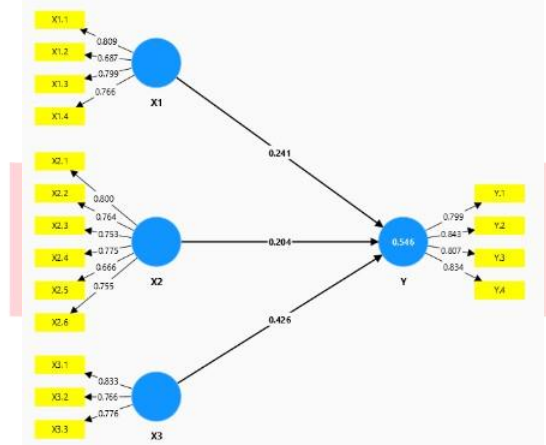 X1.1
0.809
X1.2
0.687
X1.3
0.799
X1.4
0.766
X1
0.241
X2.1
0.800
X2.2
0.764
X2.3
0.753
X2.4
0.775
X2.5
0.666
X2.6
0.755
X2
0.204
X3.1
0.833
X3.2
0.766
X3.3
0.776
X3
0.426
0.546
Y
Y.1
0.799
Y.2
0.843
Y.3
0.807
Y.4
0.834